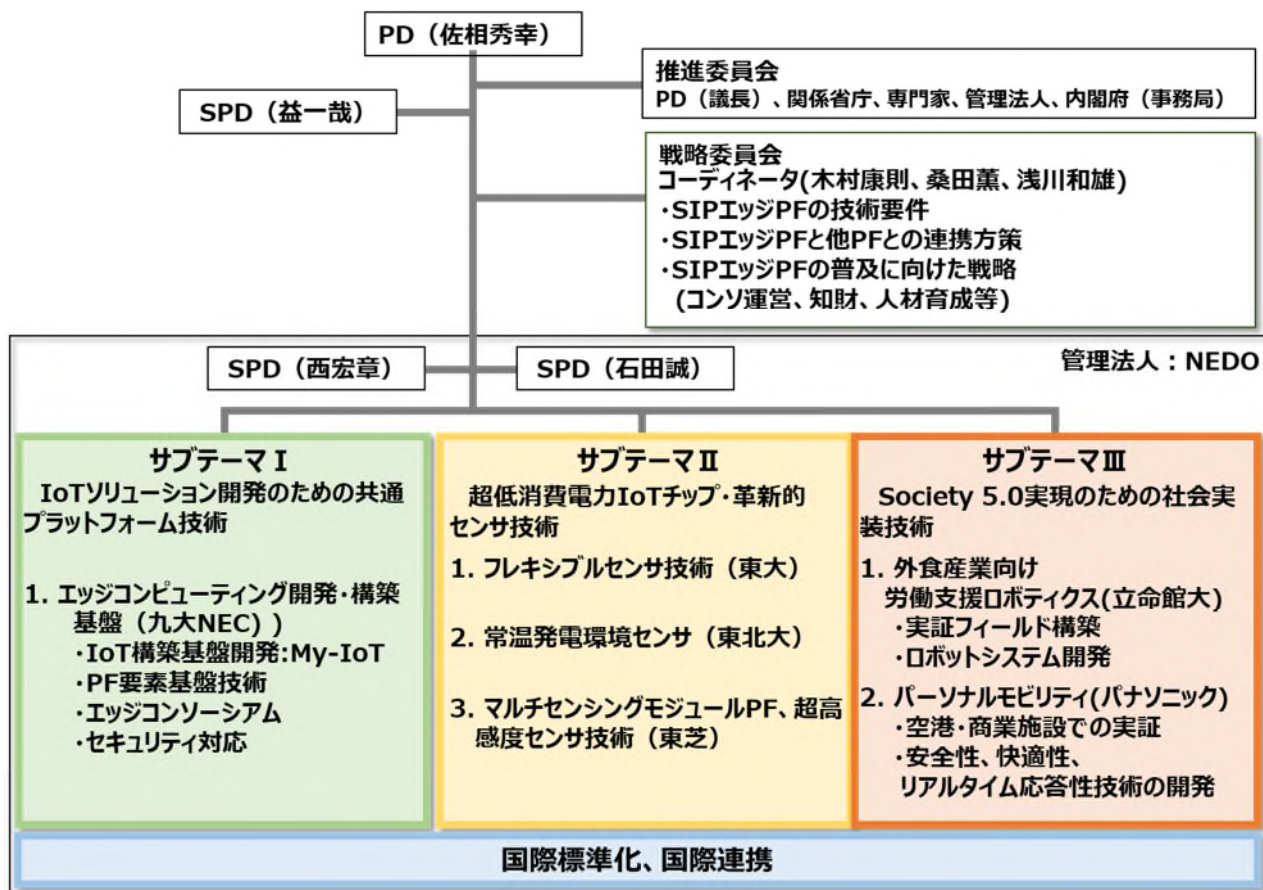 PD（佐相秀幸）
推進委員会
PD（議長）、関係省庁、専門家、管理法人、内閣府（事務局）
SPD（益一哉）
戦略委員会
コーディネータ(木村康則、桑田薫、浅川和雄)
・SIPエッジPFの技術要件
・SIPエッジPFと他PFとの連携方策
・SIPエッジPFの普及に向けた戦略
(コンソ運営、知財、人材育成等)
管理法人：NEDO
SPD（西宏章）
SPD（石田誠）
サブテーマⅠ
IoTソリューション開発のための共通
プラットフォーム技術
1. エッジコンピューティング開発・構築
基盤（九大NEC)）
・IoT構築基盤開発:My-IoT
・PF要素基盤技術
・エッジコンソーシアム
・セキュリティ対応
サブテーマⅡ
超低消費電力IoTチップ・革新的
センサ技術
1. フレキシブルセンサ技術（東大）
2. 常温発電環境センサ（東北大）
3. マルチセンシングモジュールPF、超高
感度センサ技術（東芝）
サブテーマⅢ
Society 5.0実現のための社会実
装技術
1. 外食産業向け
労働支援ロボティクス(立命館大)
・実証フィールド構築
・ロボットシステム開発
2. パーソナルモビリティ(パナソニック)
・空港・商業施設での実証
・安全性、快適性、
リアルタイム応答性技術の開発
国際標準化、国際連携